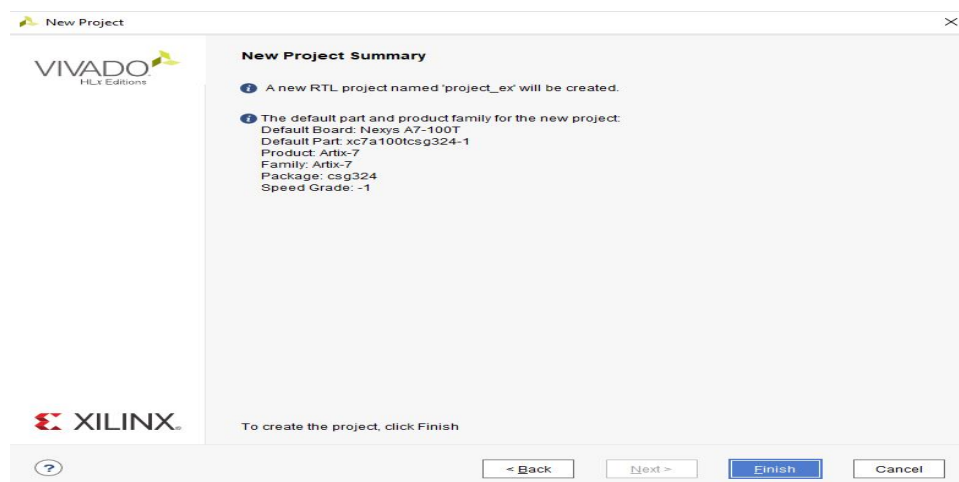 New Project
VIVADO
HLx Editions
New Project Summary
A new RTL project named 'project_ex' will be created.
The default part and product family for the new project:
Default Board: Nexys A7-100T
Default Part: xc7a100tcsg324-1
Product: Artix-7
Family: Artix-7
Package: csg324
Speed Grade: -1
XILINX
To create the project, click Finish
?
< Back
Next >
Finish
Cancel